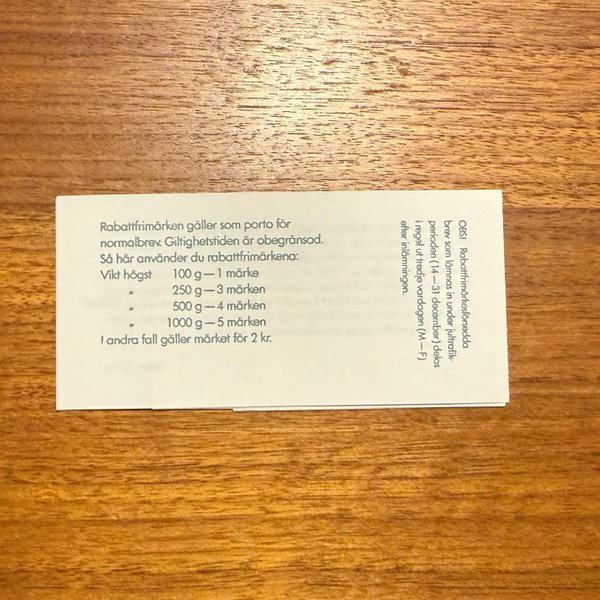 Rabattfrimärken gäller som porto för
normalbrev. Giltighetstiden är obegränsad.
Så här använder du rabattfrimärkena:
Vikt högst 100 g — 1 märke
„ 250 g — 3 märken
„ 500 g — 4 märken
„ 1000 g — 5 märken
I andra fall gäller märket för 2 kr.
OBS! Rabattfrimärkesförsedda
brev som lämnas in under jultrafik-
perioden (14 — 31 december) delas
i regel ut tredje vardagen (M — F)
efter inlämningen.